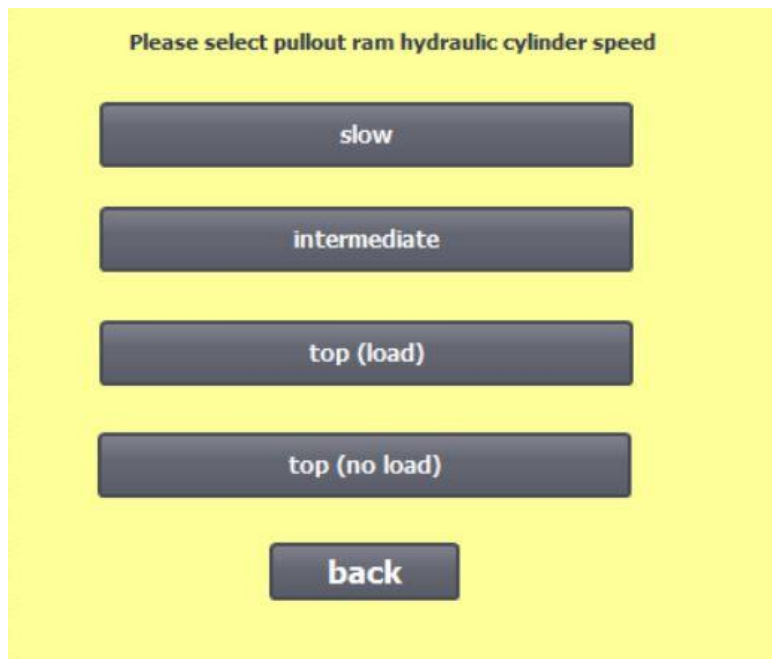 Please select pullout ram hydraulic cylinder speed
slow
intermediate
top (load)
top (no load)
back